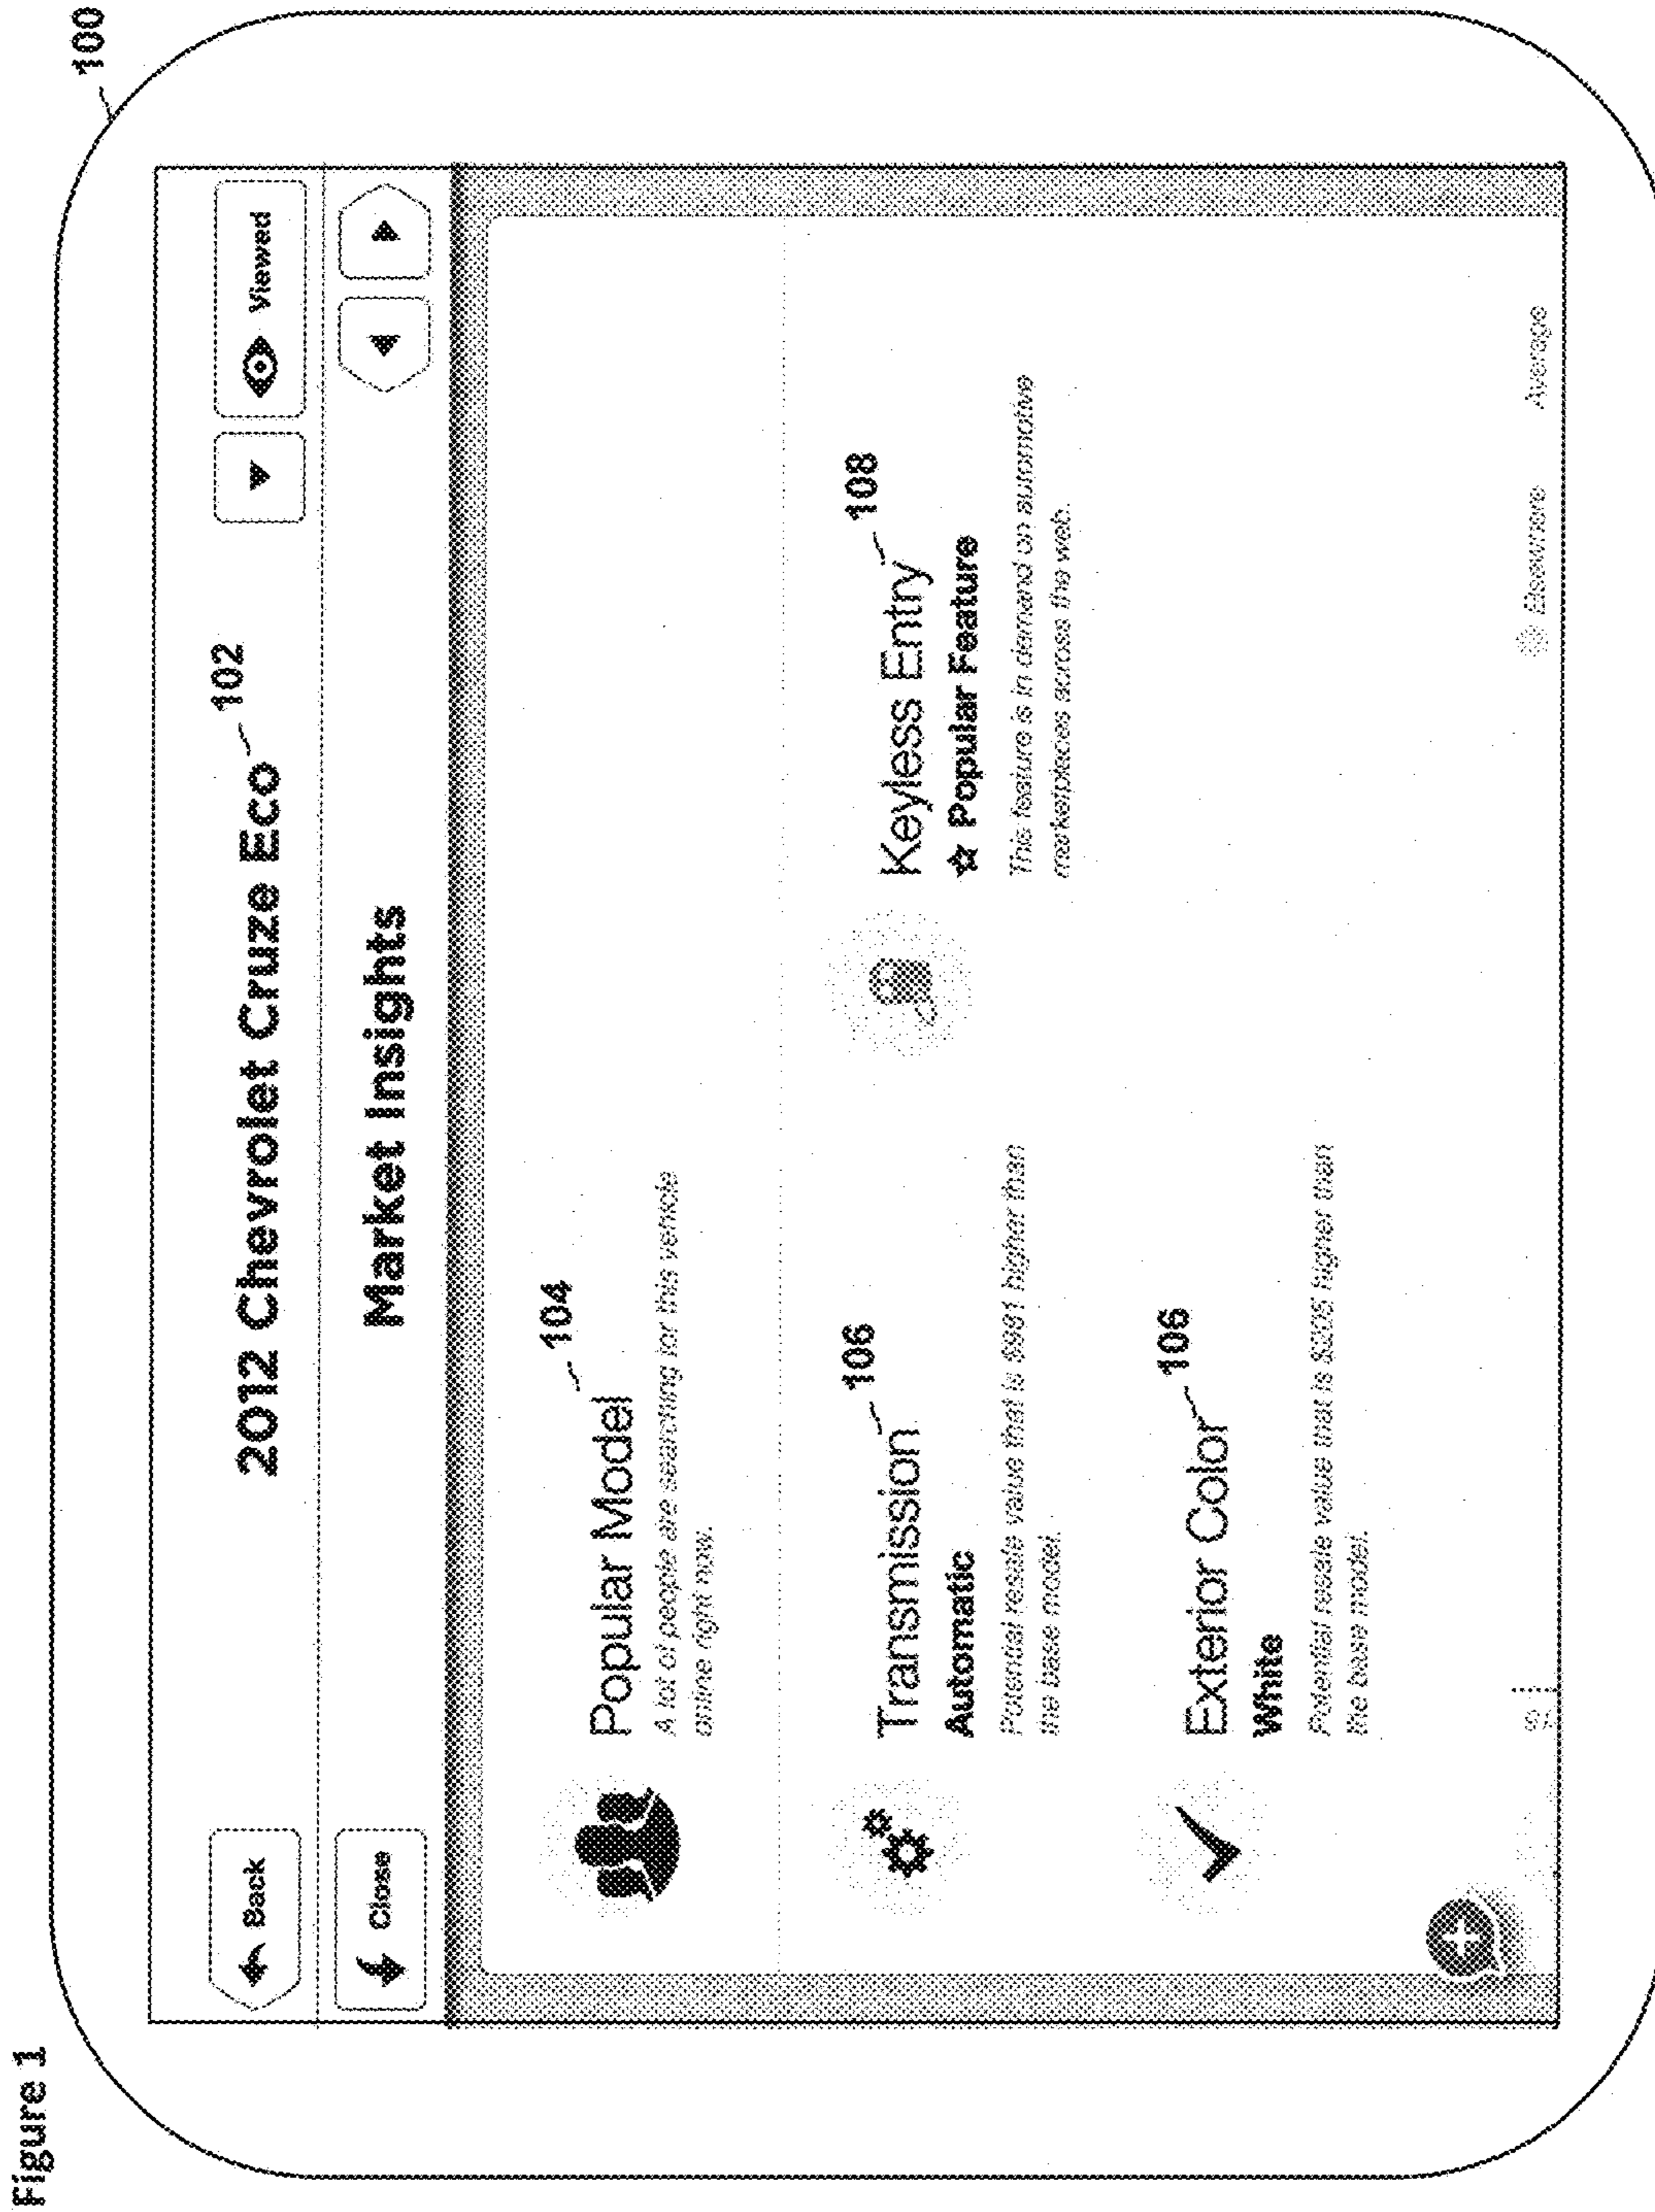 Figure 1
100
Back
2012 Chevrolet Cruze Eco
102
Viewed
Close
Market Insights
104
Popular Model
A lot of people are searching for this vehicle
online right now.
106
Transmission
Automatic
Potential resale value that is $981 higher than
the base model.
108
Keyless Entry
Popular Feature
This feature is in demand on automotive
marketplaces across the web.
106
Exterior Color
White
Potential resale value that is higher than
the base model.
Elsewhere
Average